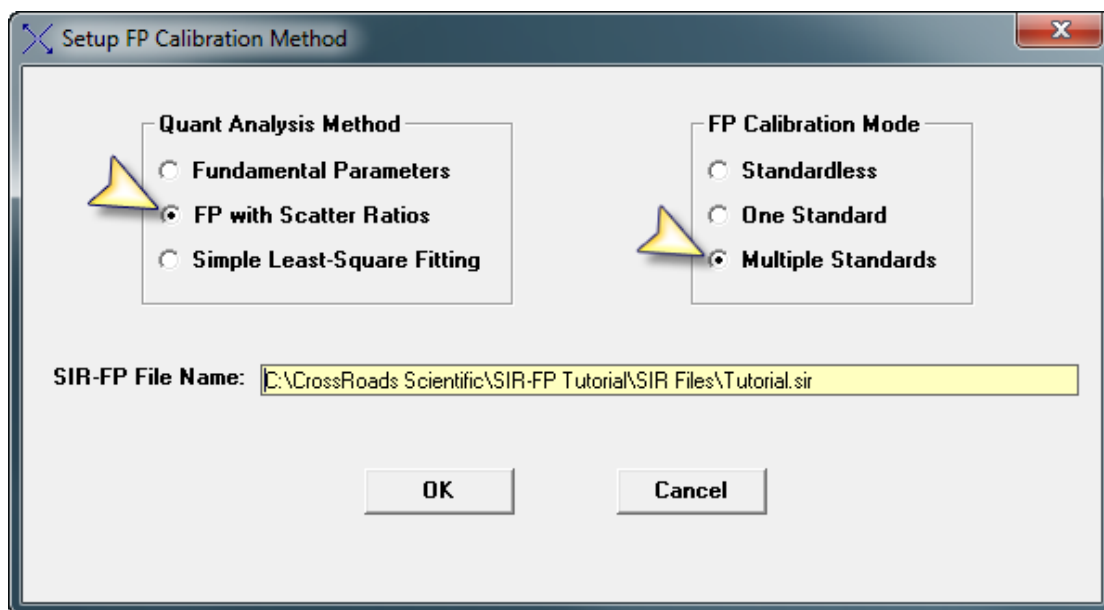 Setup FP Calibration Method
Quant Analysis Method
Fundamental Parameters
FP with Scatter Ratios
Simple Least-Square Fitting
FP Calibration Mode
Standardless
One Standard
Multiple Standards
SIR-FP File Name: C:\CrossRoads Scientific\SIR-FP Tutorial\SIR Files\Tutorial.sir
OK Cancel